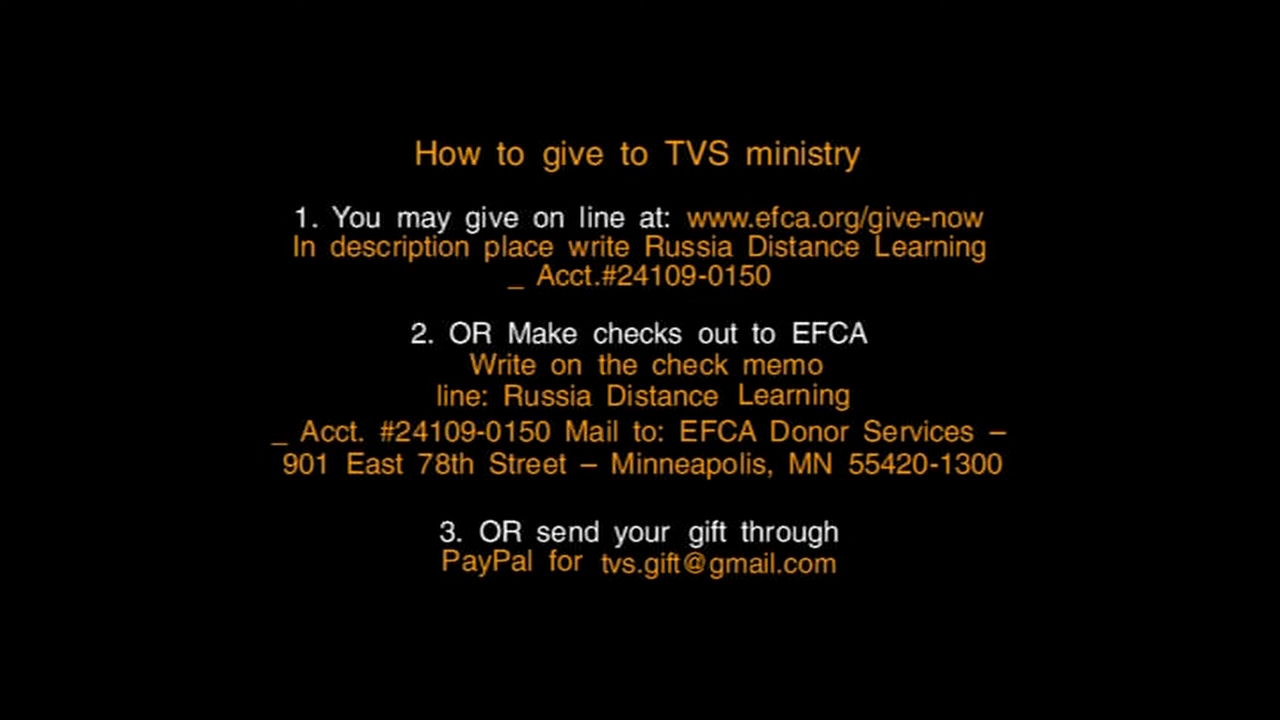 How to give to TVS ministry
1. You may give on line at: www.efca.org/give-now
In description place write Russia Distance Learning
_ Acct.#24109-0150
2. OR Make checks out to EFCA
Write on the check memo
line: Russia Distance Learning
_ Acct. #24109-0150 Mail to: EFCA Donor Services –
901 East 78th Street – Minneapolis, MN 55420-1300
3. OR send your gift through
PayPal for tvs.gift@gmail.com